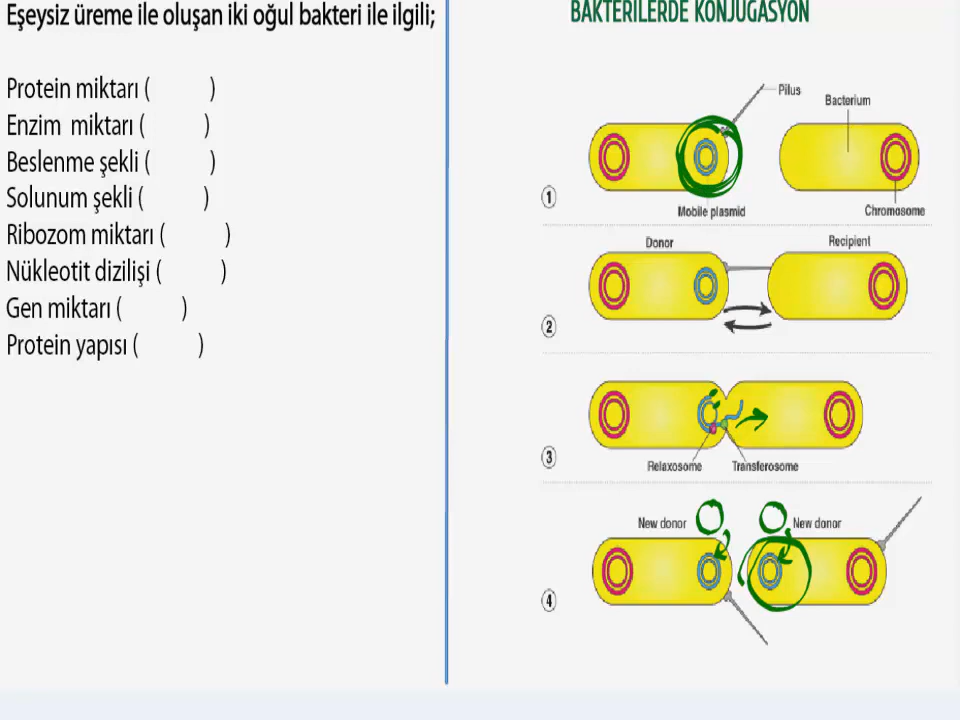 Eşeysiz üreme ile oluşan iki oğul bakteri ile ilgili;
Protein miktarı ( )
Enzim miktarı ( )
Beslenme şekli ( )
Solunum şekli ( )
Ribozom miktarı ( )
Nükleotit dizilişi ( )
Gen miktarı ( )
Protein yapısı ( )
BAKTERİLERDE KONJUGASYON
Pilus
Bacterium
1
Mobile plasmid
Chromosome
Donor
Recipient
2
3
Relaxosome
Transferosome
New donor
New donor
4